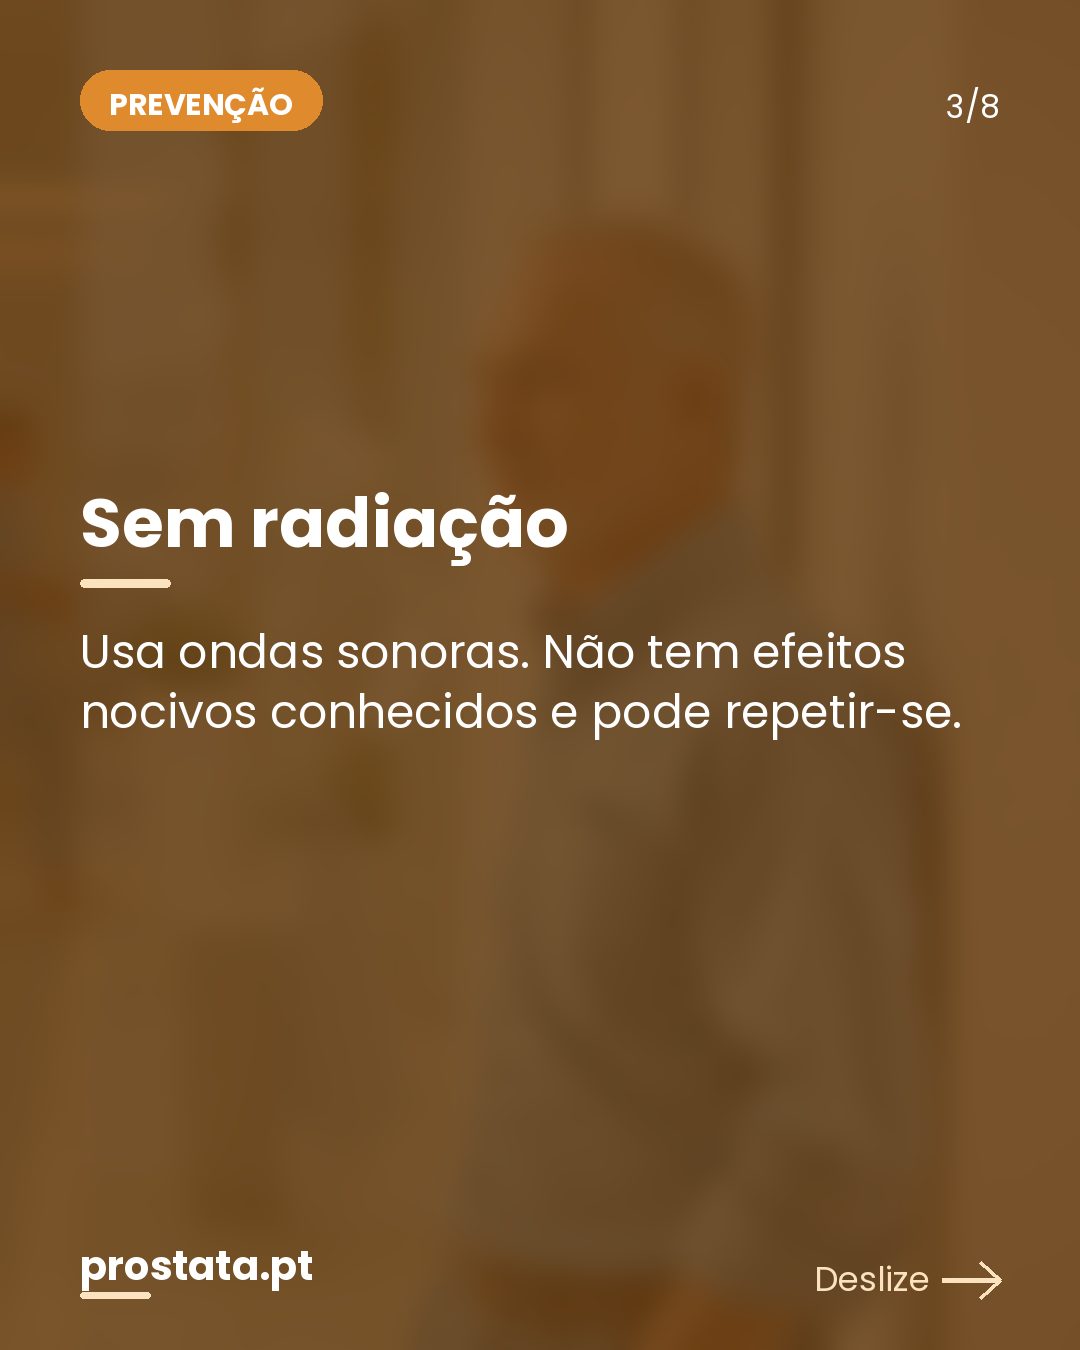 PREVENÇÃO
3/8
Sem radiação
Usa ondas sonoras. Não tem efeitos
nocivos conhecidos e pode repetir-se.
prostata.pt
Deslize